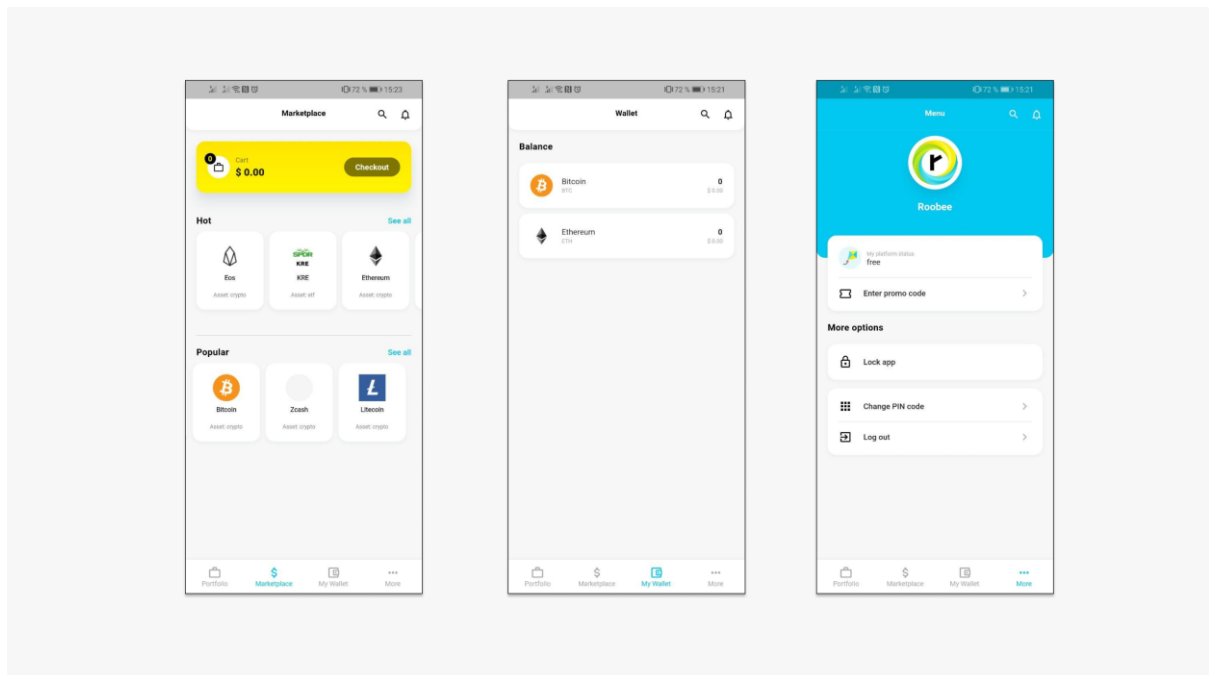 72 % 15:23
Marketplace
0
Cart
$ 0.00
Checkout
Hot
See all
SPDR
KRE
Eos
KRE
Ethereum
Asset crypto
Asset etf
Asset crypto
Popular
See all
Bitcoin
Zcash
Litecoin
Asset crypto
Asset crypto
Asset crypto
Portfolio
Marketplace
My Wallet
More
72 % 15:21
Wallet
Balance
Bitcoin
0
BTC
$ 0.00
Ethereum
0
ETH
$ 0.00
Portfolio
Marketplace
My Wallet
More
72 % 15:21
Menu
r
Roobee
My platform status
free
Enter promo code
More options
Lock app
Change PIN code
Log out
Portfolio
Marketplace
My Wallet
More